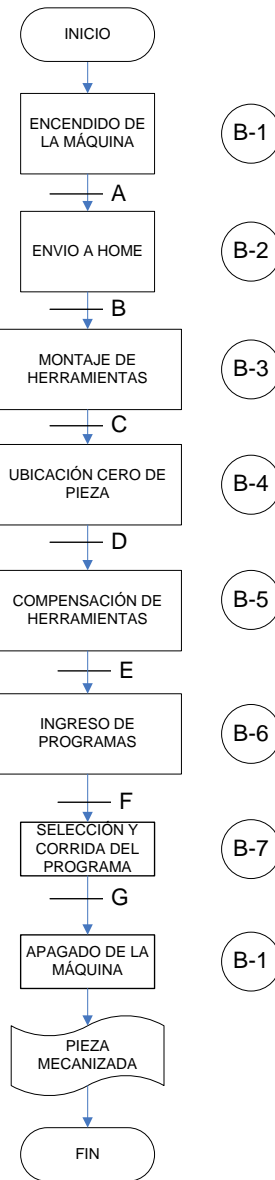 INICIO
ENCENDIDO DE
LA MÁQUINA
B-1
A
ENVIO A HOME
B-2
B
MONTAJE DE
HERRAMIENTAS
B-3
C
UBICACIÓN CERO DE
PIEZA
B-4
D
COMPENSACIÓN DE
HERRAMIENTAS
B-5
E
INGRESO DE
PROGRAMAS
B-6
F
SELECCIÓN Y
CORRIDA DEL
PROGRAMA
B-7
G
APAGADO DE LA
MÁQUINA
B-1
PIEZA
MECANIZADA
FIN